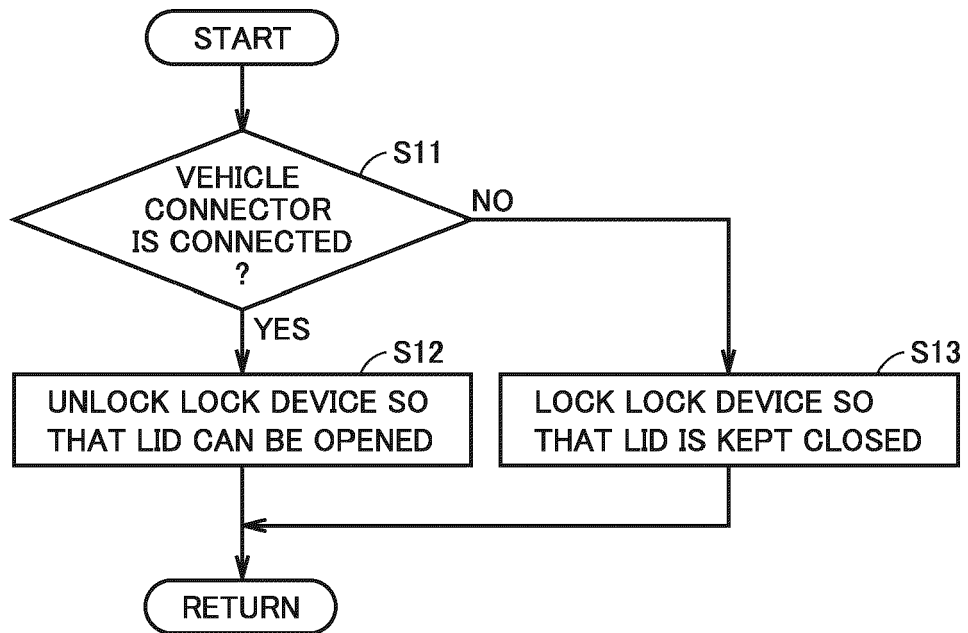 START
S11
VEHICLE
CONNECTOR
IS CONNECTED
?
NO
YES
S12
UNLOCK LOCK DEVICE SO
THAT LID CAN BE OPENED
S13
LOCK LOCK DEVICE SO
THAT LID IS KEPT CLOSED
RETURN